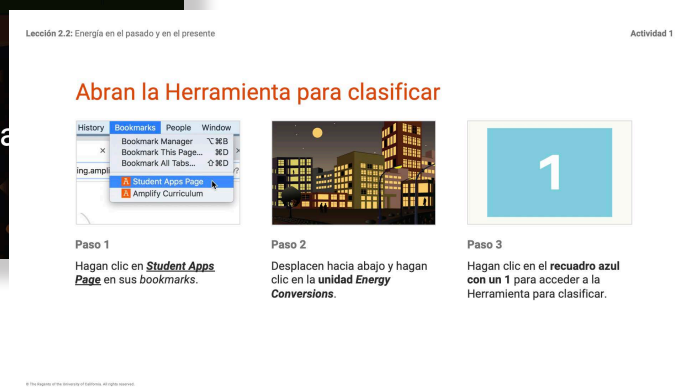 Lección 2.2: Energía en el pasado y en el presente
Actividad 1
Abran la Herramienta para clasificar
History Bookmarks People Window
Bookmark Manager ⌥⌘B
Bookmark This Page... ⌘D
Bookmark All Tabs... ⇧⌘D
ing.ampli
Student Apps Page
Amplify Curriculum
1
Paso 1
Hagan clic en Student Apps
Page en sus bookmarks.
Paso 2
Desplacen hacia abajo y hagan
clic en la unidad Energy
Conversions.
Paso 3
Hagan clic en el recuadro azul
con un 1 para acceder a la
Herramienta para clasificar.
© The Regents of the University of California. All rights reserved.